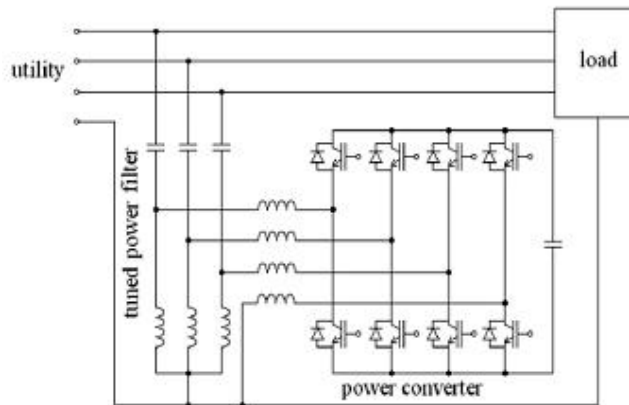 utility
load
tuned power filter
power converter